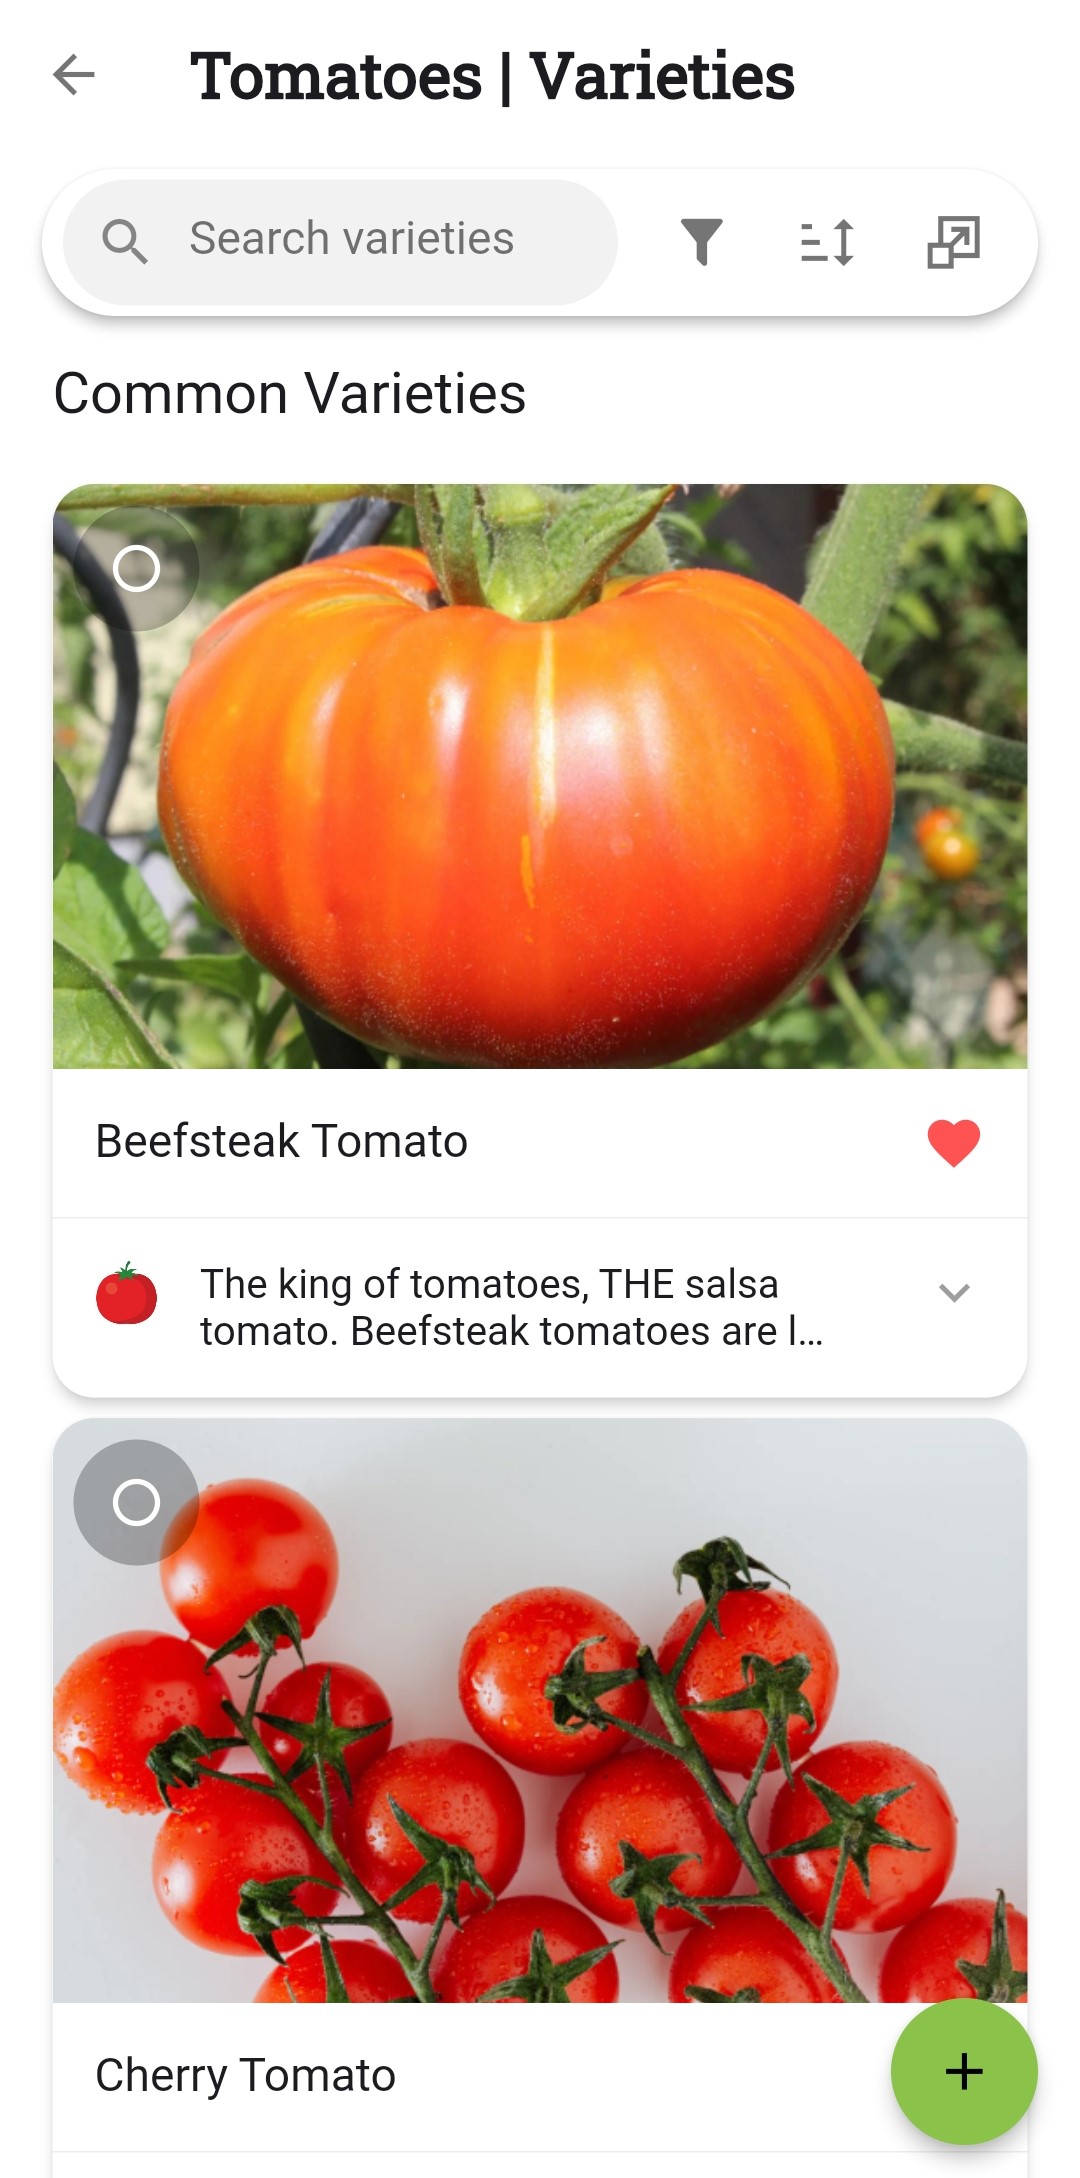 Tomatoes | Varieties
Search varieties
Common Varieties
Beefsteak Tomato
The king of tomatoes, THE salsa
tomato. Beefsteak tomatoes are l...
Cherry Tomato